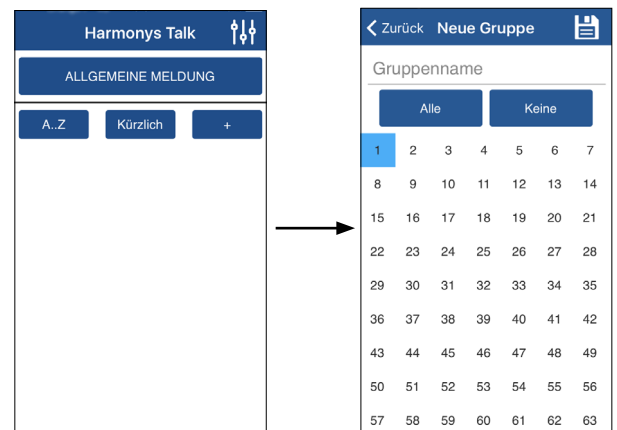 Harmonys Talk
ALLGEMEINE MELDUNG
A..Z Kürzlich +
Zurück Neue Gruppe
Gruppenname
Alle Keine
1 2 3 4 5 6 7
8 9 10 11 12 13 14
15 16 17 18 19 20 21
22 23 24 25 26 27 28
29 30 31 32 33 34 35
36 37 38 39 40 41 42
43 44 45 46 47 48 49
50 51 52 53 54 55 56
57 58 59 60 61 62 63